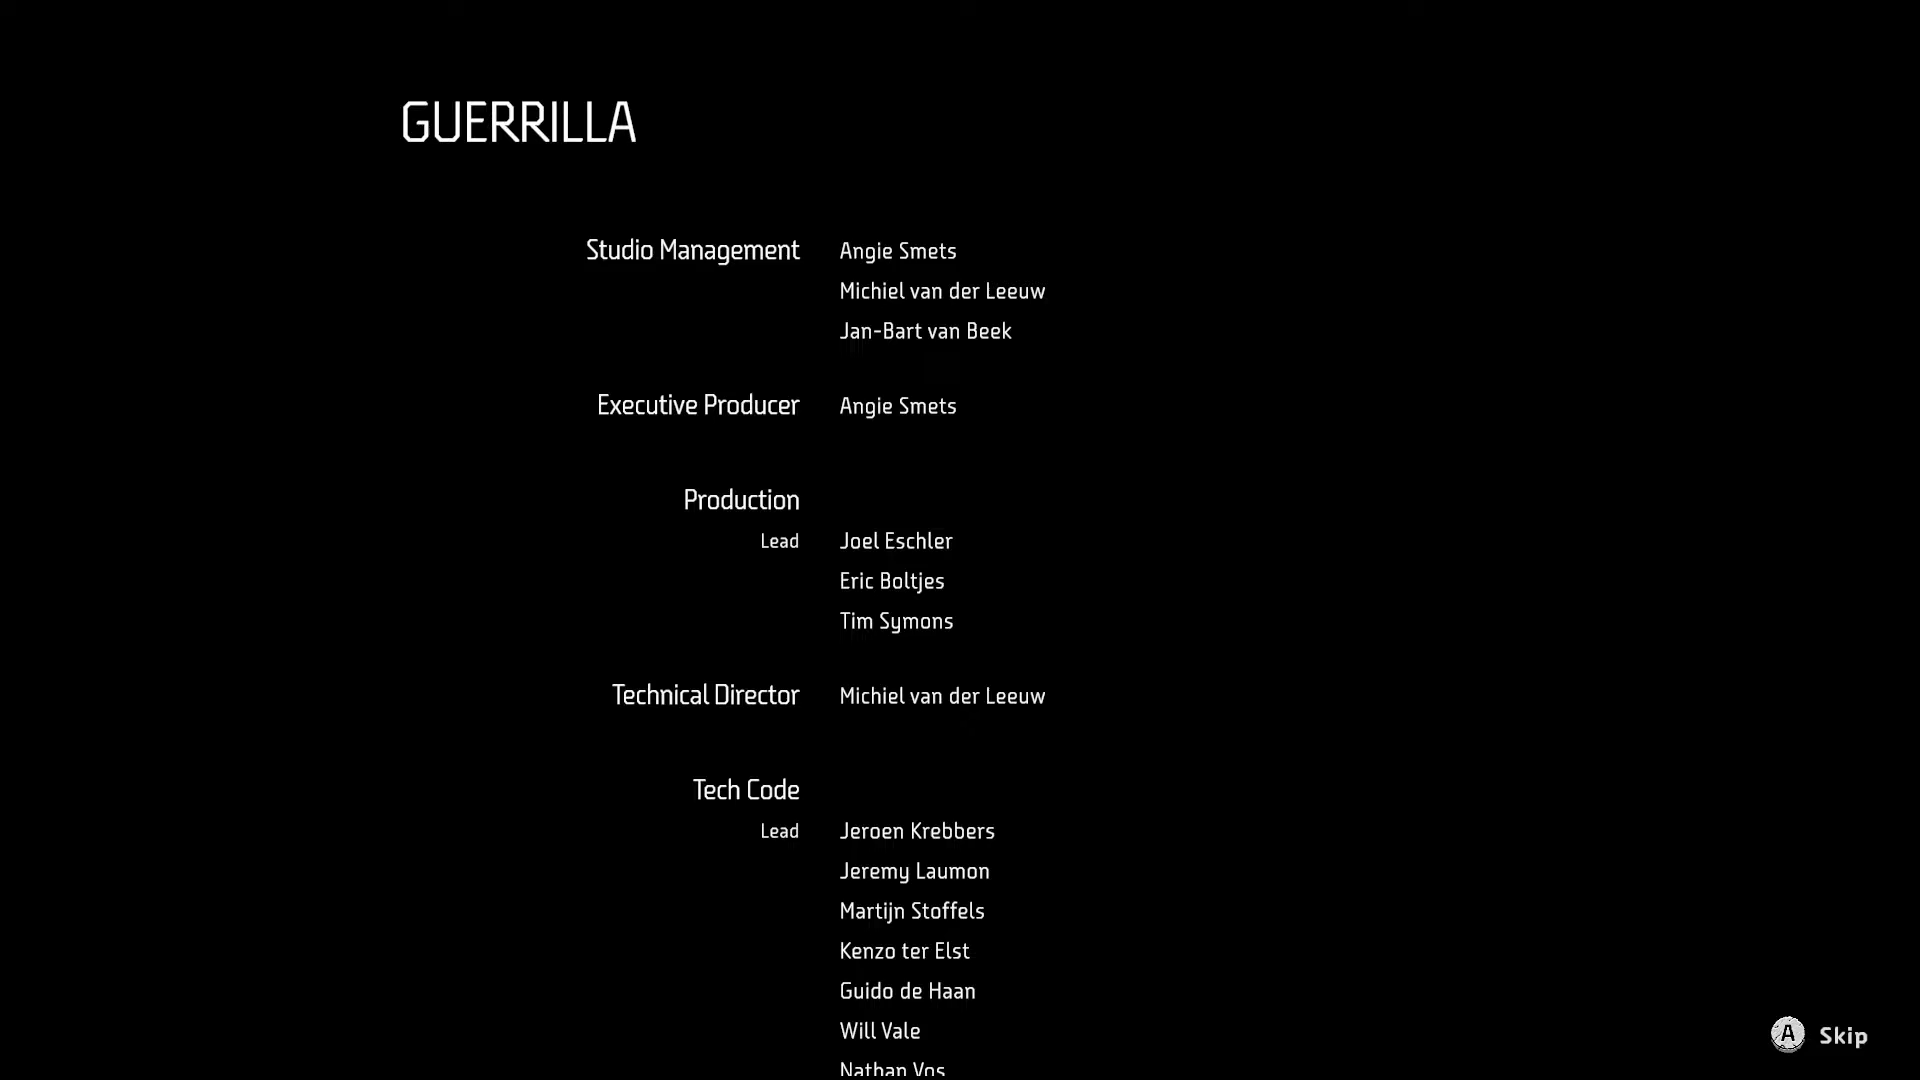 GUERRILLA
Studio Management Angie Smets
Michiel van der Leeuw
Jan-Bart van Beek
Executive Producer Angie Smets
Production
Lead Joel Eschler
Eric Boltjes
Tim Symons
Technical Director Michiel van der Leeuw
Tech Code
Lead Jeroen Krebbers
Jeremy Laumon
Martijn Stoffels
Kenzo ter Elst
Guido de Haan
Will Vale
Nathan Vos
A Skip